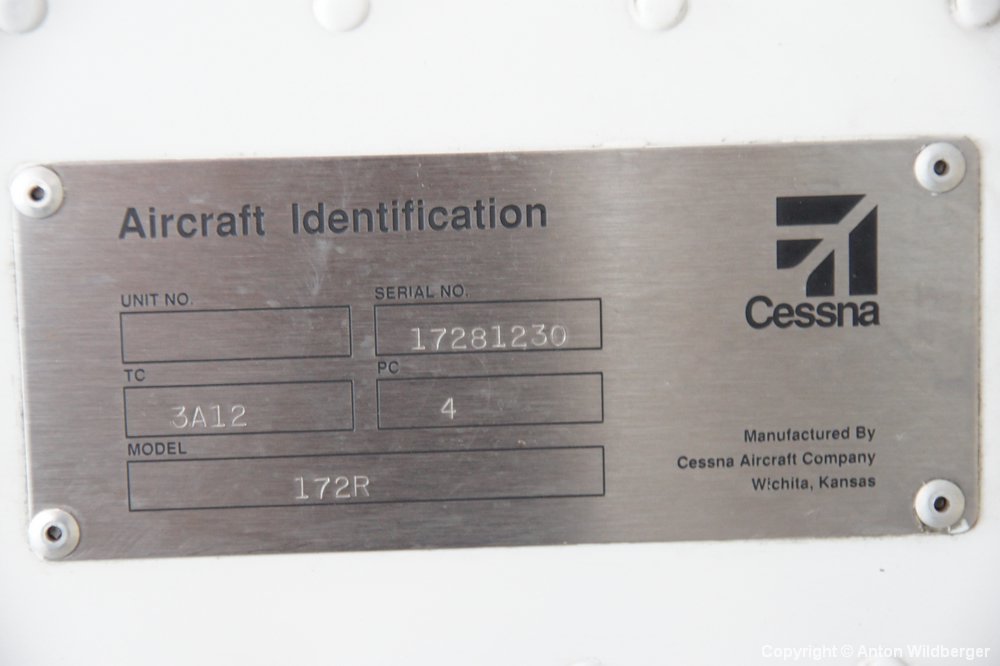 Aircraft Identification
UNIT NO.
SERIAL NO.
17281230
TC
3A12
PC
4
MODEL
172R
Cessna
Manufactured By
Cessna Aircraft Company
Wichita, Kansas
Copyright © Anton Wildberger